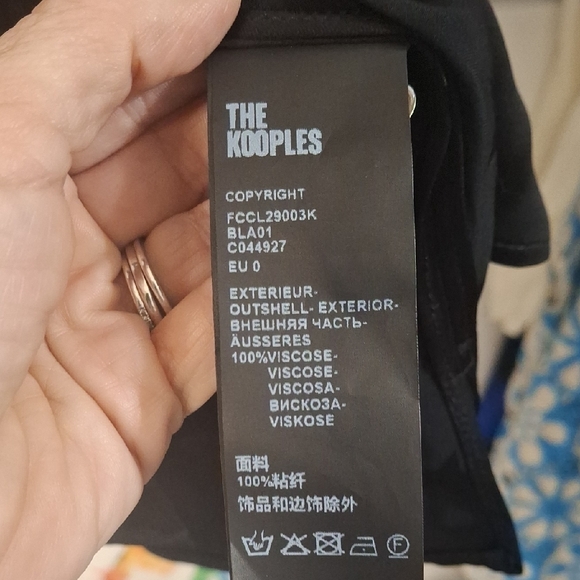 THE
KOOPLES
COPYRIGHT
FCCL29003K
BLA01
C044927
EU 0
EXTERIEUR-
OUTSHELL- EXTERIOR-
ВНЕШНЯЯ ЧАСТЬ-
ÄUSSERES
100%VISCOSE-
VISCOSE-
VISCOSA-
ВИСКОЗА-
VISKOSE
面料
100%粘纤
饰品和边饰除外
F